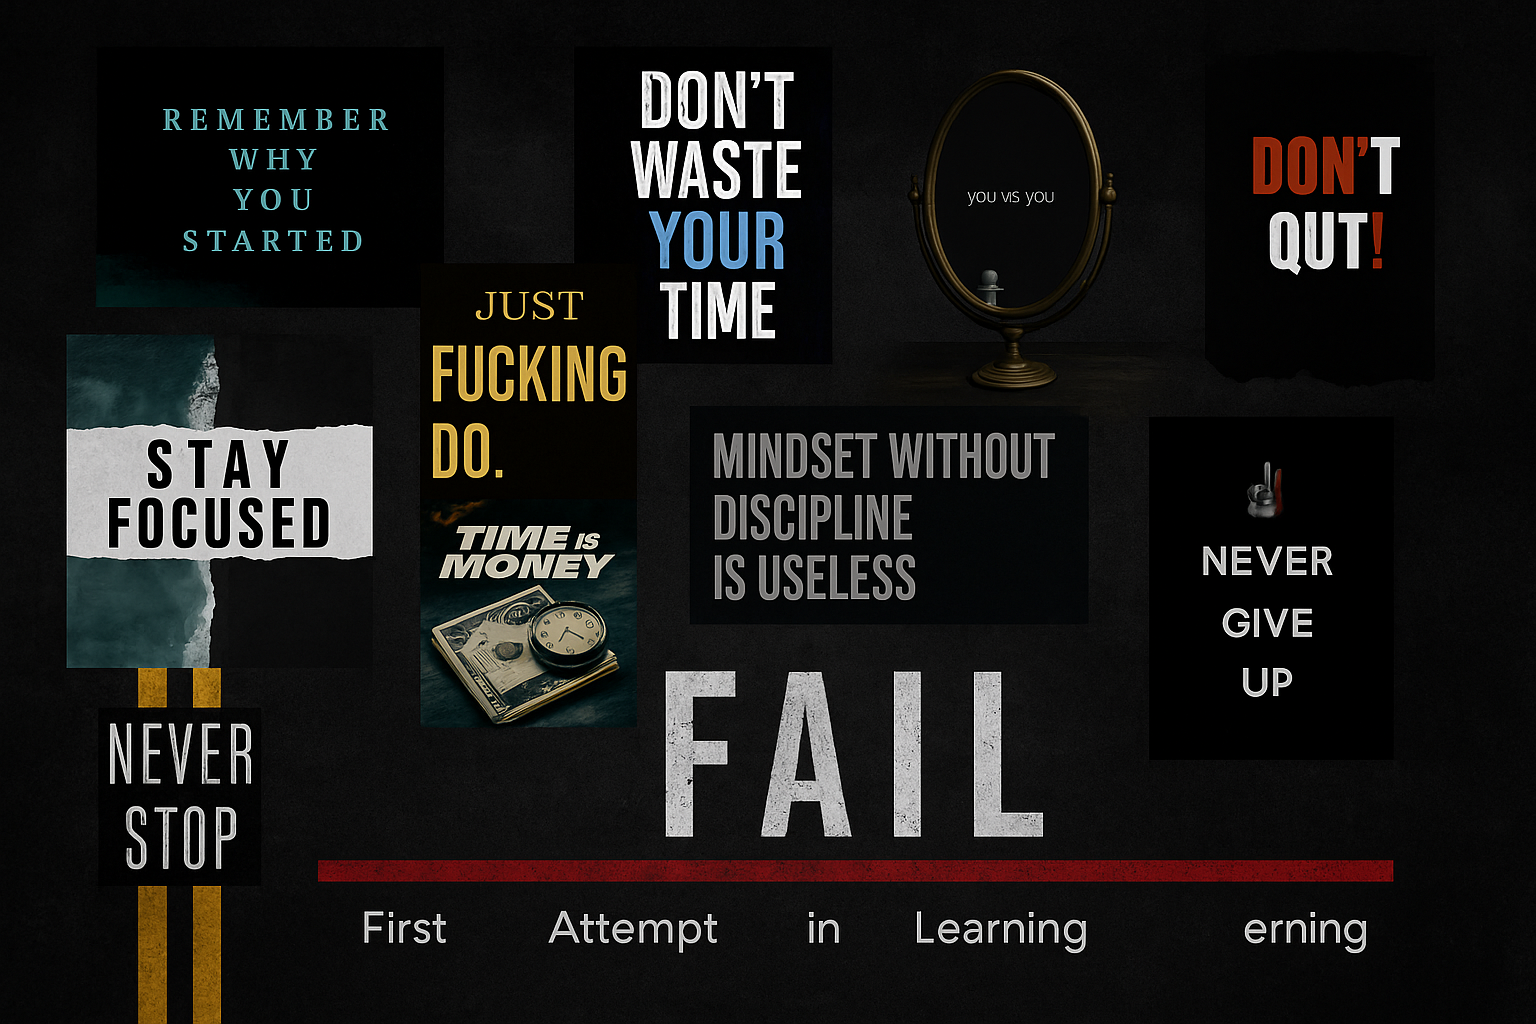 REMEMBER
WHY
YOU
STARTED
DON'T
WASTE
YOUR
TIME
you vis you
DON'T
QUT!
JUST
FUCKING
DO.
STAY
FOCUSED
MINDSET WITHOUT
DISCIPLINE
IS USELESS
NEVER
GIVE
UP
TIME IS
MONEY
NEVER
STOP
FAIL
First Attempt in Learning erning